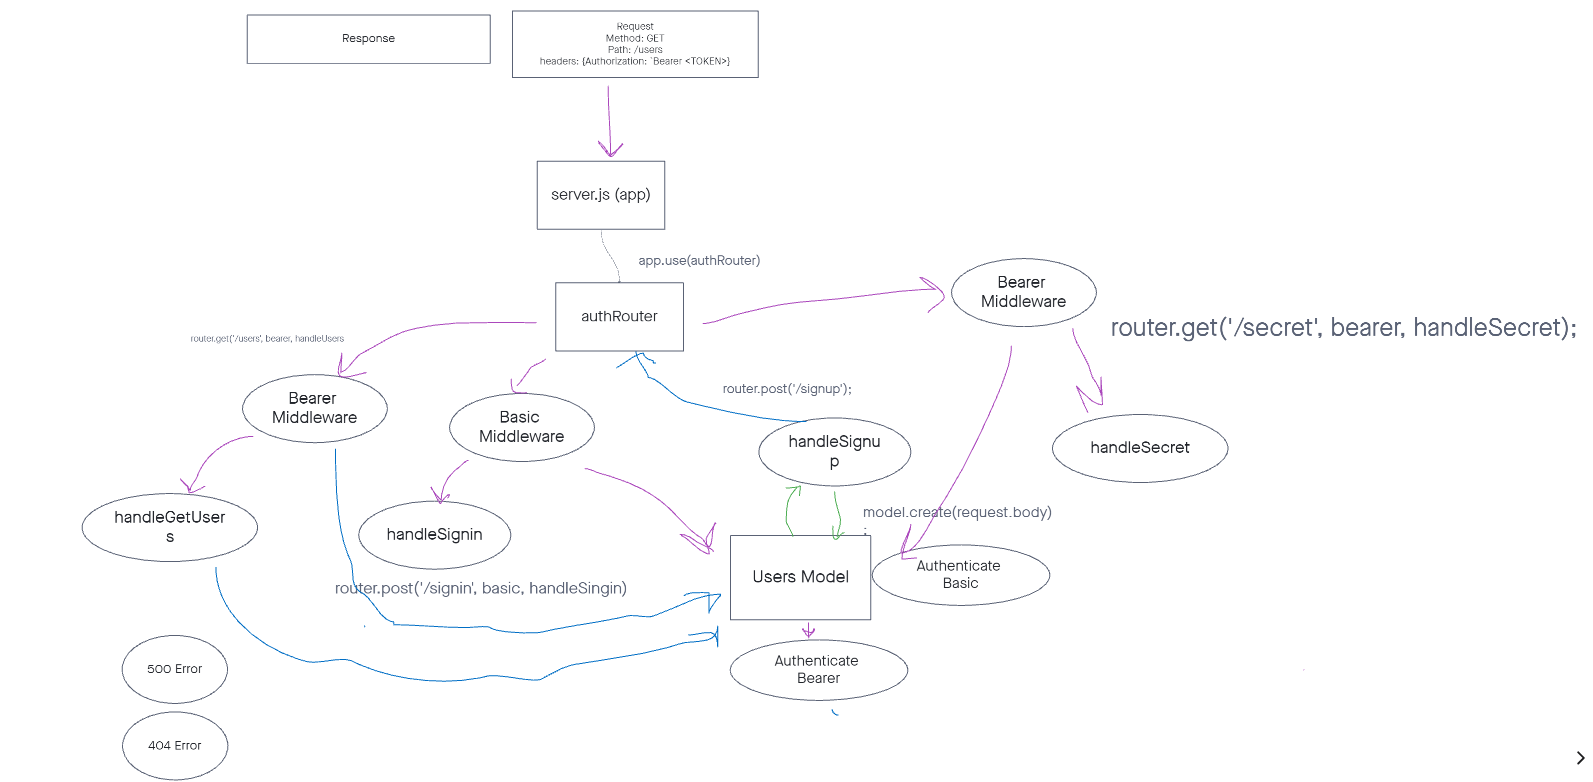 Response
Request
Method: GET
Path: /users
headers: {Authorization: `Bearer <TOKEN>}
server.js (app)
app.use(authRouter)
authRouter
Bearer
Middleware
router.get('/secret', bearer, handleSecret);
router.get('/users', bearer, handleUsers
Bearer
Middleware
Basic
Middleware
router.post('/signup');
handleSignu
p
handleSecret
handleGetUser
s
handleSignin
model.create(request.body)
;
Users Model
Authenticate
Basic
router.post('/signin', basic, handleSingin)
Authenticate
Bearer
500 Error
404 Error